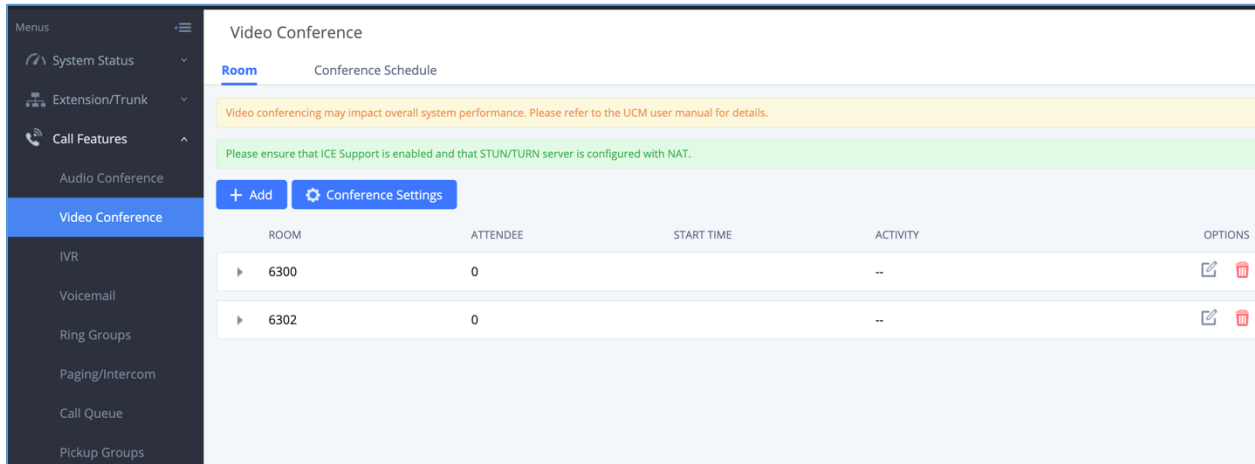 Menus
System Status
Extension/Trunk
Call Features
Audio Conference
Video Conference
IVR
Voicemail
Ring Groups
Paging/Intercom
Call Queue
Pickup Groups
Video Conference
Room Conference Schedule
Video conferencing may impact overall system performance. Please refer to the UCM user manual for details.
Please ensure that ICE Support is enabled and that STUN/TURN server is configured with NAT.
+ Add Conference Settings
ROOM ATTENDEE START TIME ACTIVITY OPTIONS
6300 0 --
6302 0 --